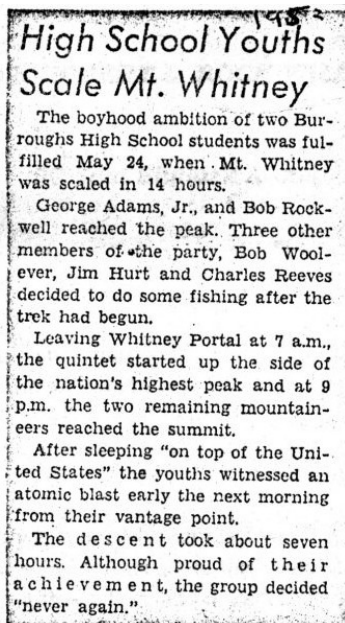 1952
High School Youths
Scale Mt. Whitney
The boyhood ambition of two Bur-
roughs High School students was ful-
filled May 24, when Mt. Whitney
was scaled in 14 hours.
George Adams, Jr., and Bob Rock-
well reached the peak. Three other
members of the party, Bob Wool-
ever, Jim Hurt and Charles Reeves
decided to do some fishing after the
trek had begun.
Leaving Whitney Portal at 7 a.m.,
the quintet started up the side of
the nation's highest peak and at 9
p.m. the two remaining mountain-
eers reached the summit.
After sleeping "on top of the Uni-
ted States" the youths witnessed an
atomic blast early the next morning
from their vantage point.
The descent took about seven
hours. Although proud of their
achievement, the group decided
"never again."